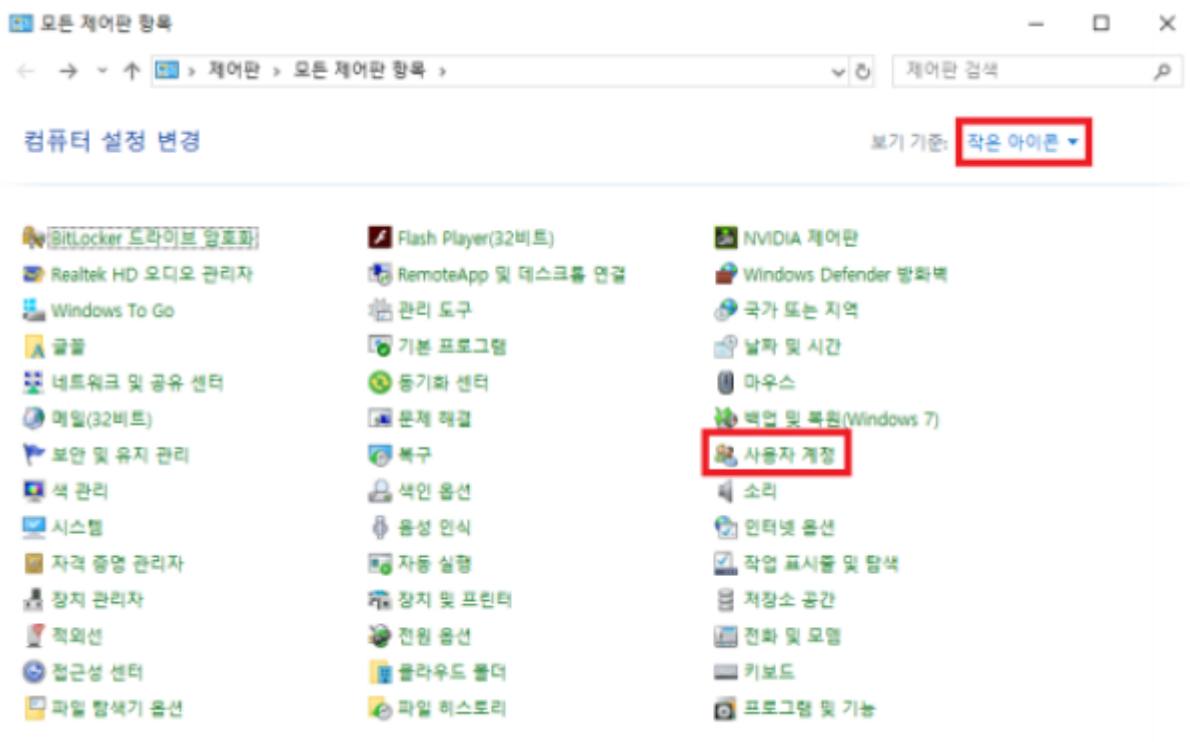 모든 제어판 항목
제어판 › 모든 제어판 항목 ›
제어판 검색
컴퓨터 설정 변경
보기 기준: 작은 아이콘
BitLocker 드라이브 암호화
Flash Player(32비트)
NVIDIA 제어판
Realtek HD 오디오 관리자
RemoteApp 및 데스크톱 연결
Windows Defender 방화벽
Windows To Go
관리 도구
국가 또는 지역
글꼴
기본 프로그램
날짜 및 시간
네트워크 및 공유 센터
동기화 센터
마우스
메일(32비트)
문제 해결
백업 및 복원(Windows 7)
보안 및 유지 관리
복구
사용자 계정
색 관리
색인 옵션
소리
시스템
음성 인식
인터넷 옵션
자격 증명 관리자
자동 실행
작업 표시줄 및 탐색
장치 관리자
장치 및 프린터
저장소 공간
적외선
전원 옵션
전화 및 모뎀
접근성 센터
클라우드 폴더
키보드
파일 탐색기 옵션
파일 히스토리
프로그램 및 기능